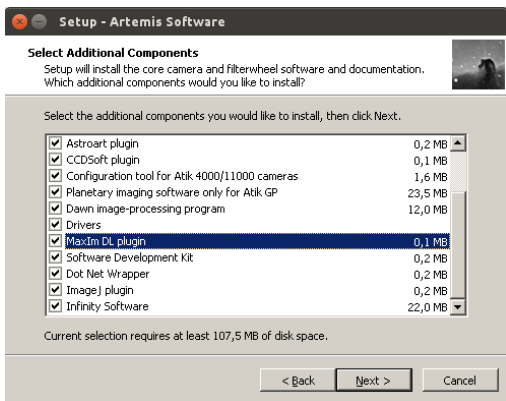 Setup - Artemis Software
Select Additional Components
Setup will install the core camera and filterwheel software and documentation.
Which additional components would you like to install?
Select the additional components you would like to install, then click Next.
Astroart plugin 0,2 MB
CCDSoft plugin 0,1 MB
Configuration tool for Atik 4000/11000 cameras 1,6 MB
Planetary imaging software only for Atik GP 23,5 MB
Dawn image-processing program 12,0 MB
Drivers
MaxIm DL plugin 0,1 MB
Software Development Kit 0,2 MB
Dot Net Wrapper 0,2 MB
ImageJ plugin 0,2 MB
Infinity Software 22,0 MB
Current selection requires at least 107,5 MB of disk space.
< Back Next > Cancel